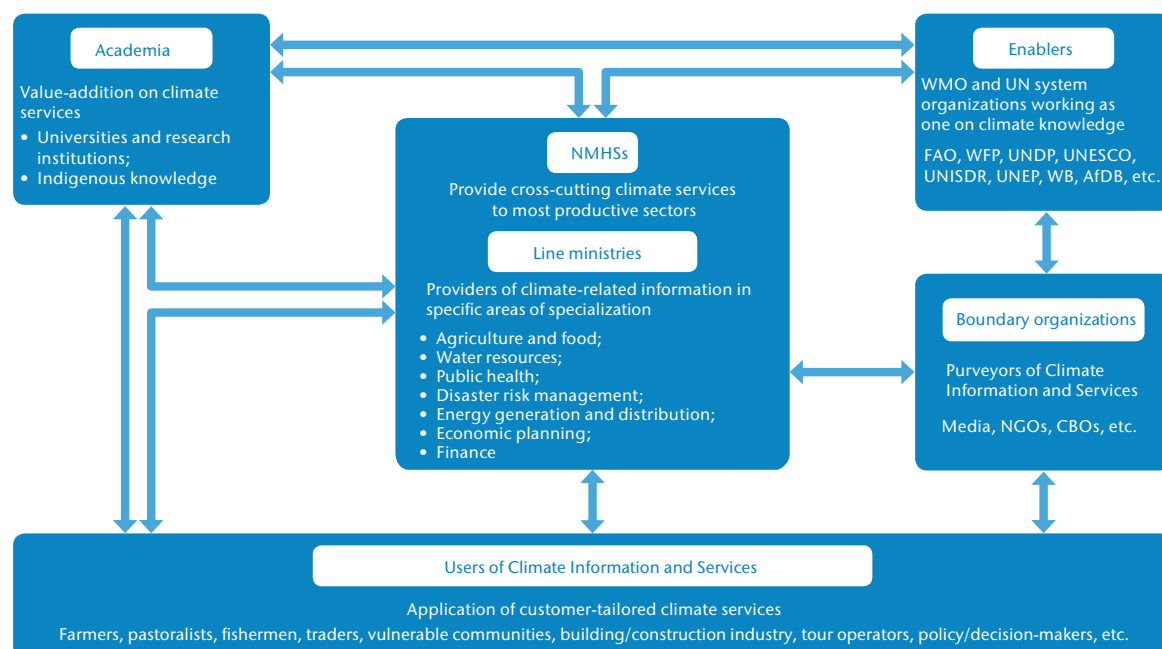 Academia
Value-addition on climate
services
• Universities and research
institutions;
• Indigenous knowledge
Enablers
WMO and UN system
organizations working as
one on climate knowledge
FAO, WFP, UNDP, UNESCO,
UNISDR, UNEP, WB, AfDB, etc.
NMHSs
Provide cross-cutting climate services
to most productive sectors
Line ministries
Providers of climate-related information in
specific areas of specialization
• Agriculture and food;
• Water resources;
• Public health;
• Disaster risk management;
• Energy generation and distribution;
• Economic planning;
• Finance
Boundary organizations
Purveyors of Climate
Information and Services
Media, NGOs, CBOs, etc.
Users of Climate Information and Services
Application of customer-tailored climate services
Farmers, pastoralists, fishermen, traders, vulnerable communities, building/construction industry, tour operators, policy/decision-makers, etc.